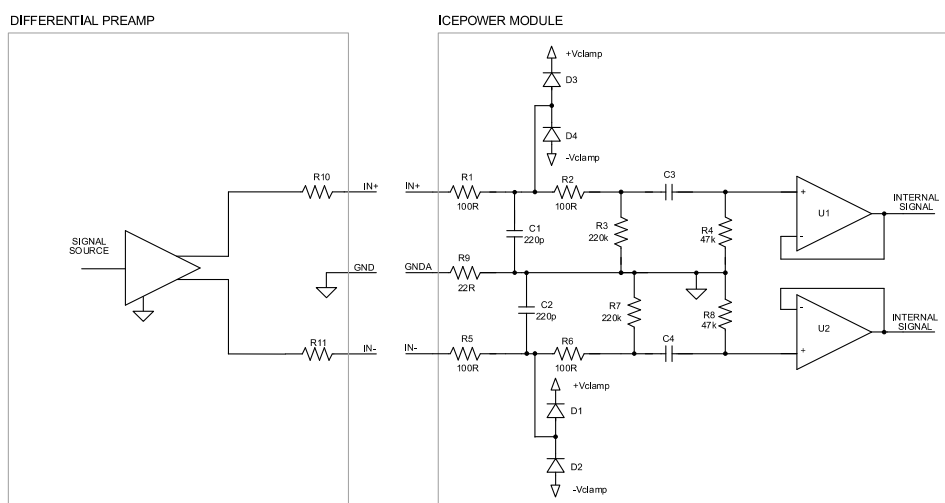 DIFFERENTIAL PREAMP
ICEPOWER MODULE
+Vclamp
D3
D4
-Vclamp
R10
IN+
IN+
R1
100R
R2
100R
C3
C1
220p
R3
220k
R4
47k
+
-
U1
INTERNAL
SIGNAL
SIGNAL
SOURCE
GND
GNDA
R9
22R
C2
220p
R7
220k
R8
47k
-
+
U2
INTERNAL
SIGNAL
R11
IN-
IN-
R5
100R
R6
100R
C4
+Vclamp
D1
D2
-Vclamp